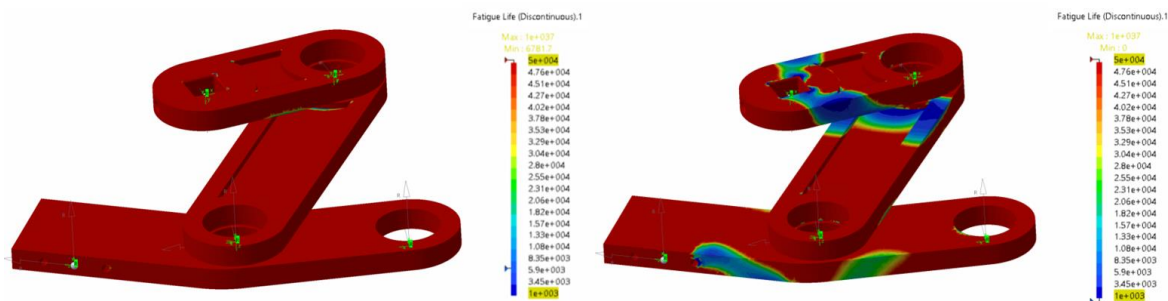 Fatigue Life (Discontinuous).1
Max : 1e+037
Min : 6781.7
5e+004
4.76e+004
4.51e+004
4.27e+004
4.02e+004
3.78e+004
3.53e+004
3.29e+004
3.04e+004
2.8e+004
2.55e+004
2.31e+004
2.06e+004
1.82e+004
1.57e+004
1.33e+004
1.08e+004
8.35e+003
5.9e+003
3.45e+003
1e+003
Fatigue Life (Discontinuous).1
Max : 1e+037
Min : 0
5e+004
4.76e+004
4.51e+004
4.27e+004
4.02e+004
3.78e+004
3.53e+004
3.29e+004
3.04e+004
2.8e+004
2.55e+004
2.31e+004
2.06e+004
1.82e+004
1.57e+004
1.33e+004
1.08e+004
8.35e+003
5.9e+003
3.45e+003
1e+003